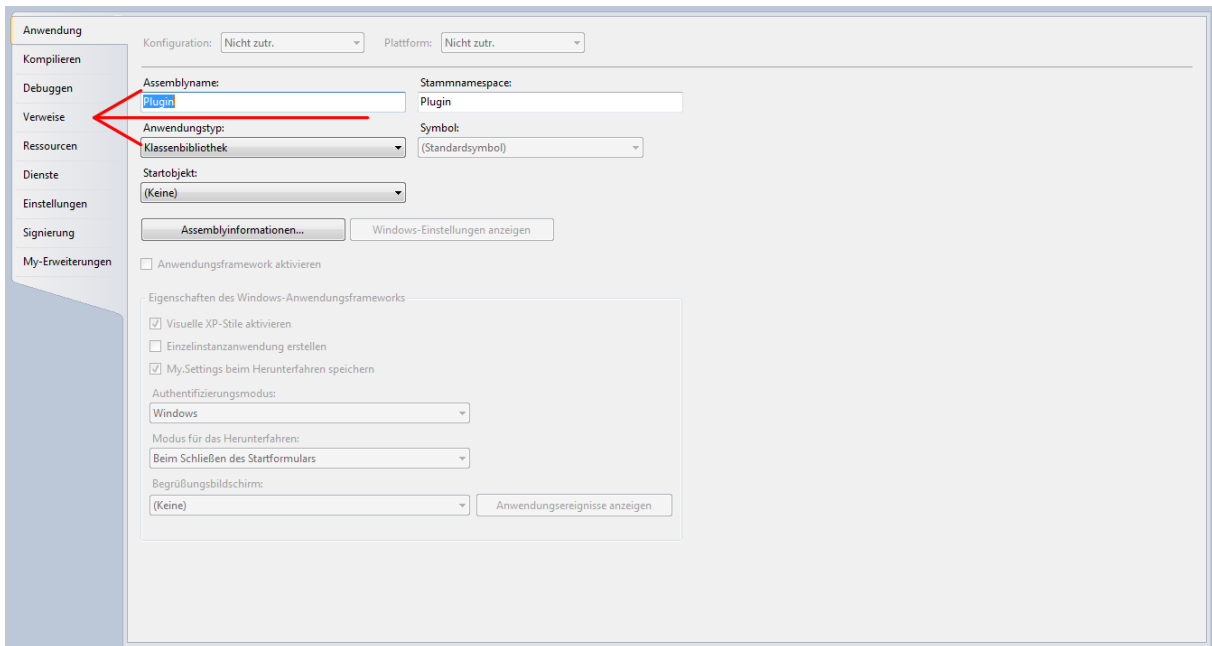 Anwendung
Kompilieren
Debuggen
Verweise
Ressourcen
Dienste
Einstellungen
Signierung
My-Erweiterungen
Konfiguration: Nicht zutr. Plattform: Nicht zutr.
Assemblyname: Stammnamespace:
Plugin Plugin
Anwendungstyp: Symbol:
Klassenbibliothek (Standardsymbol)
Startobjekt:
(Keine)
Assemblyinformationen... Windows-Einstellungen anzeigen
Anwendungsframework aktivieren
Eigenschaften des Windows-Anwendungsframeworks
Visuelle XP-Stile aktivieren
Einzelinstanzanwendung erstellen
My.Settings beim Herunterfahren speichern
Authentifizierungsmodus:
Windows
Modus für das Herunterfahren:
Beim Schließen des Startformulars
Begrüßungsbildschirm:
(Keine) Anwendungsereignisse anzeigen